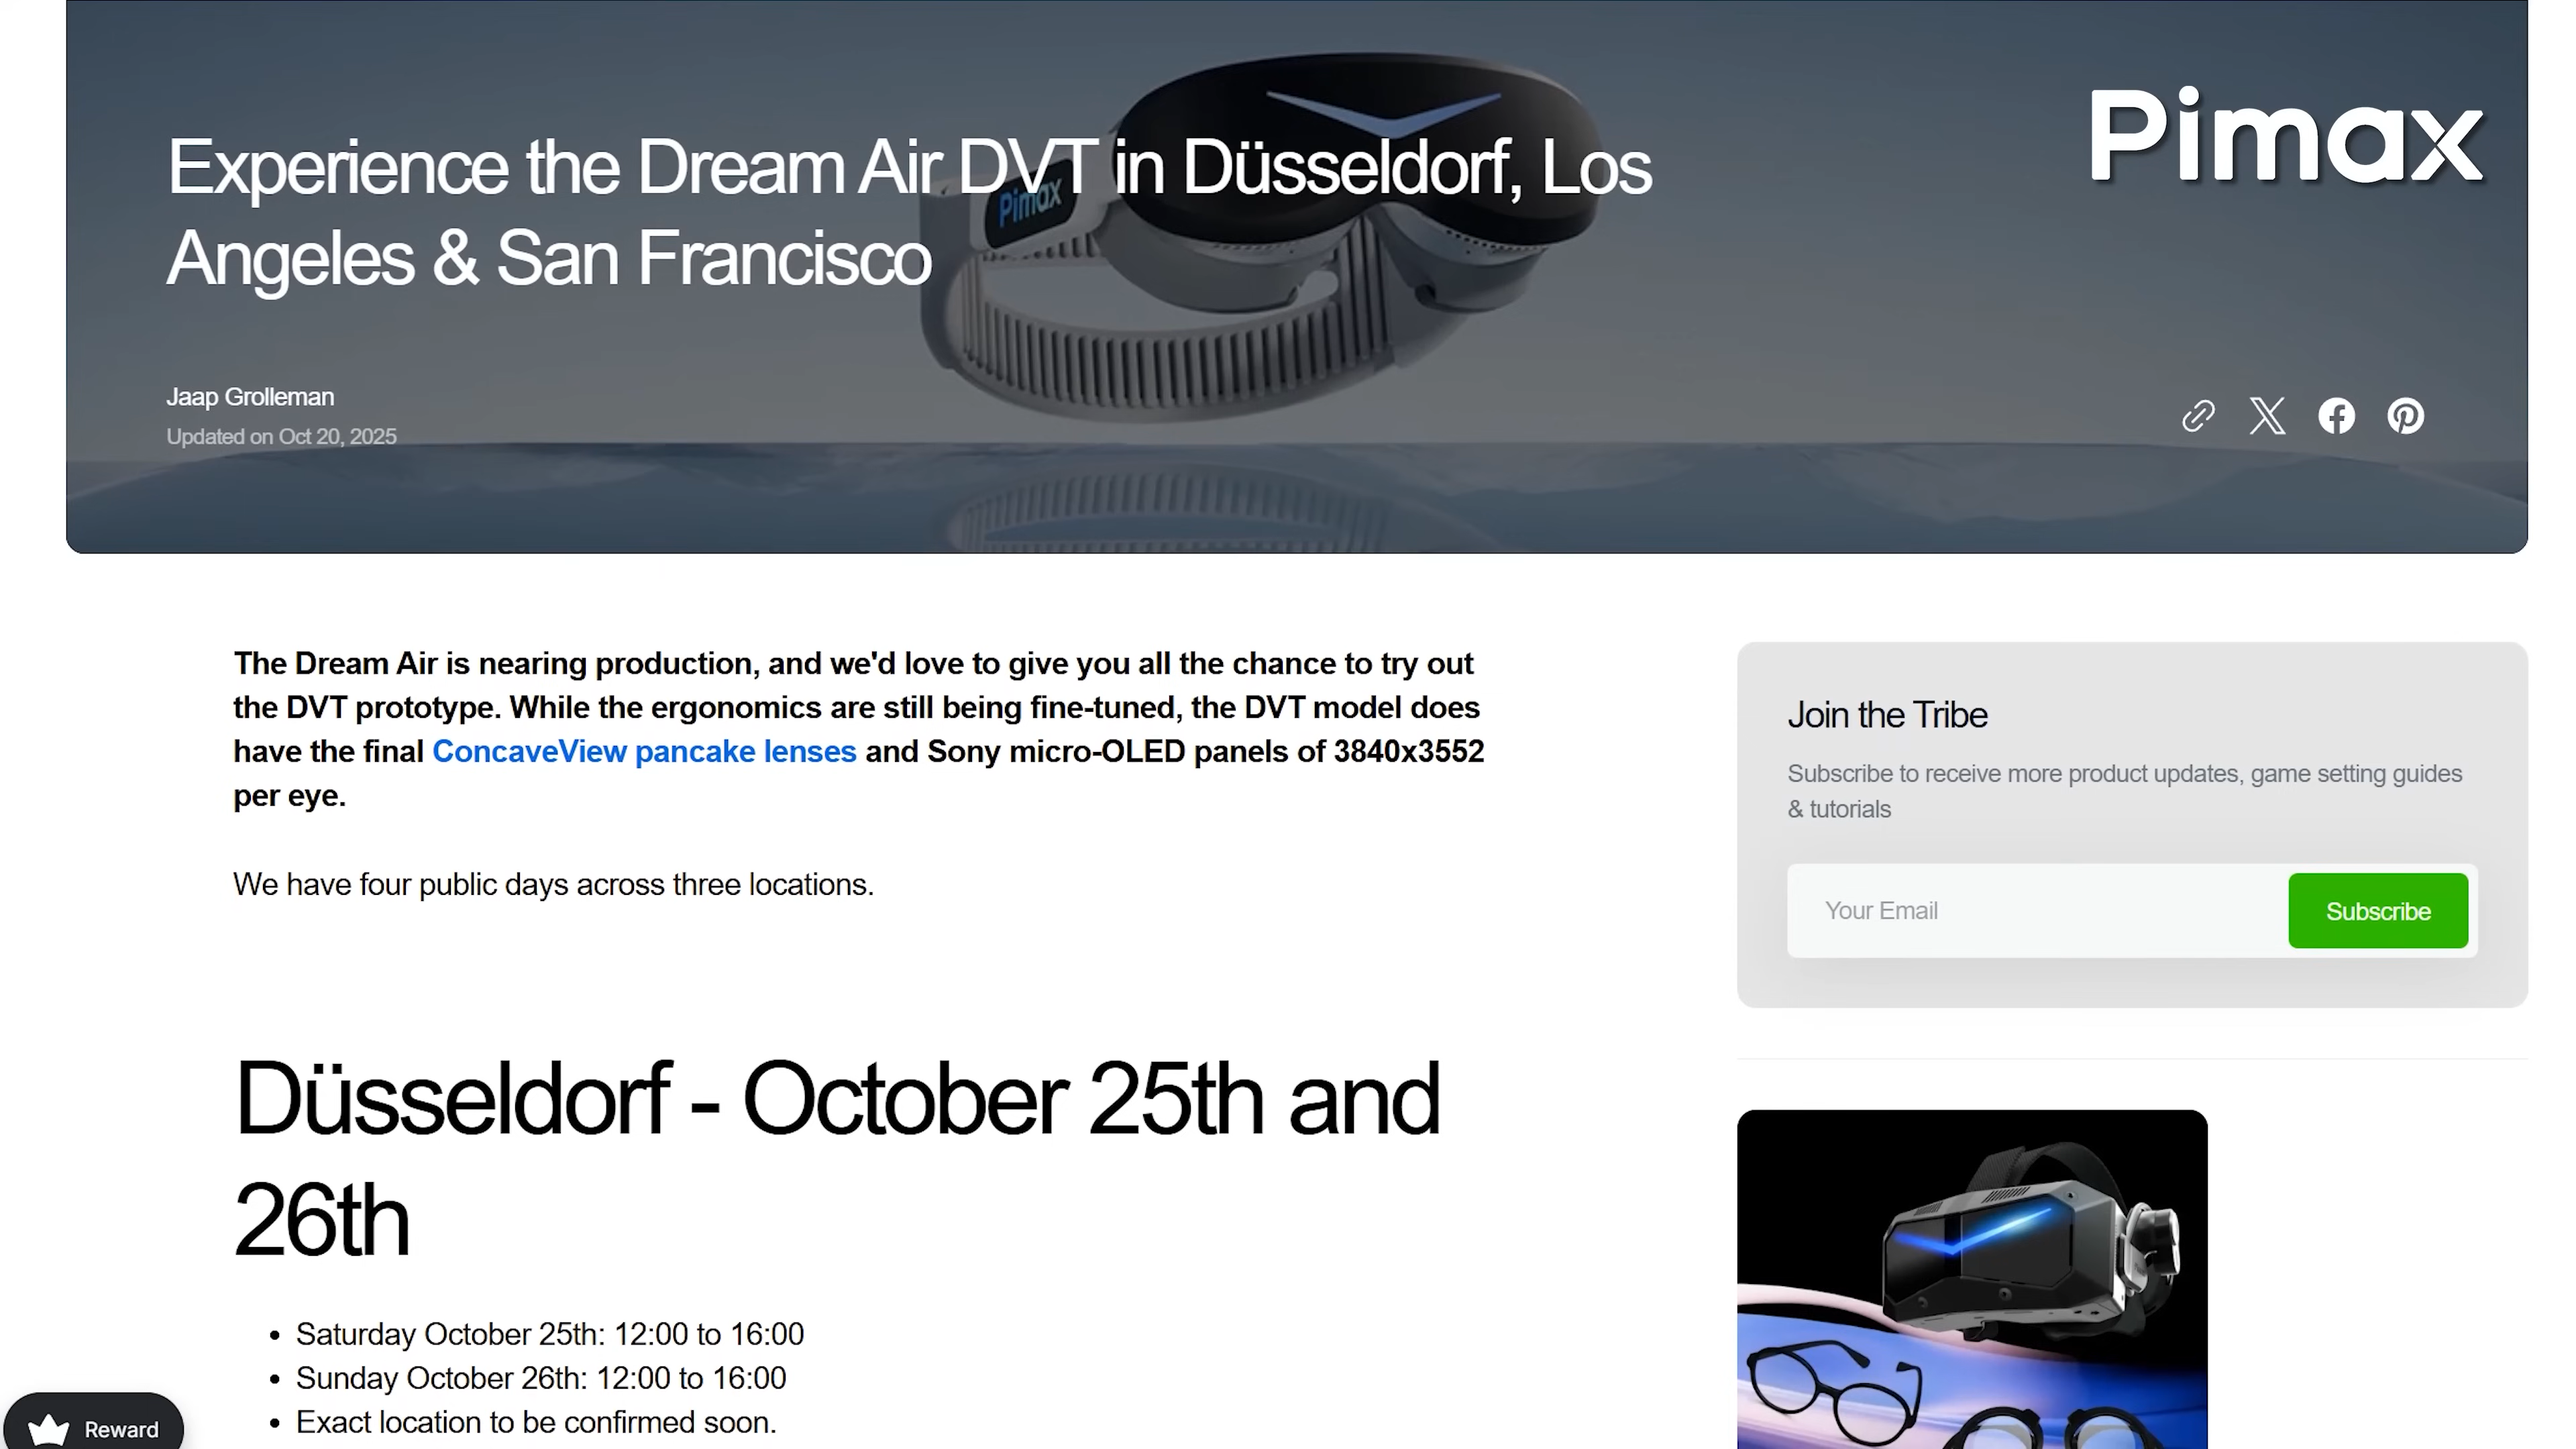 Pimax
Experience the Dream Air DVT in Düsseldorf, Los
Angeles & San Francisco
Pimax
Jaap Grolleman
Updated on Oct 20, 2025
The Dream Air is nearing production, and we'd love to give you all the chance to try out
the DVT prototype. While the ergonomics are still being fine-tuned, the DVT model does
have the final ConcaveView pancake lenses and Sony micro-OLED panels of 3840x3552
per eye.
We have four public days across three locations.
Düsseldorf - October 25th and
26th
• Saturday October 25th: 12:00 to 16:00
• Sunday October 26th: 12:00 to 16:00
• Exact location to be confirmed soon.
Reward
Join the Tribe
Subscribe to receive more product updates, game setting guides
& tutorials
Your Email
Subscribe